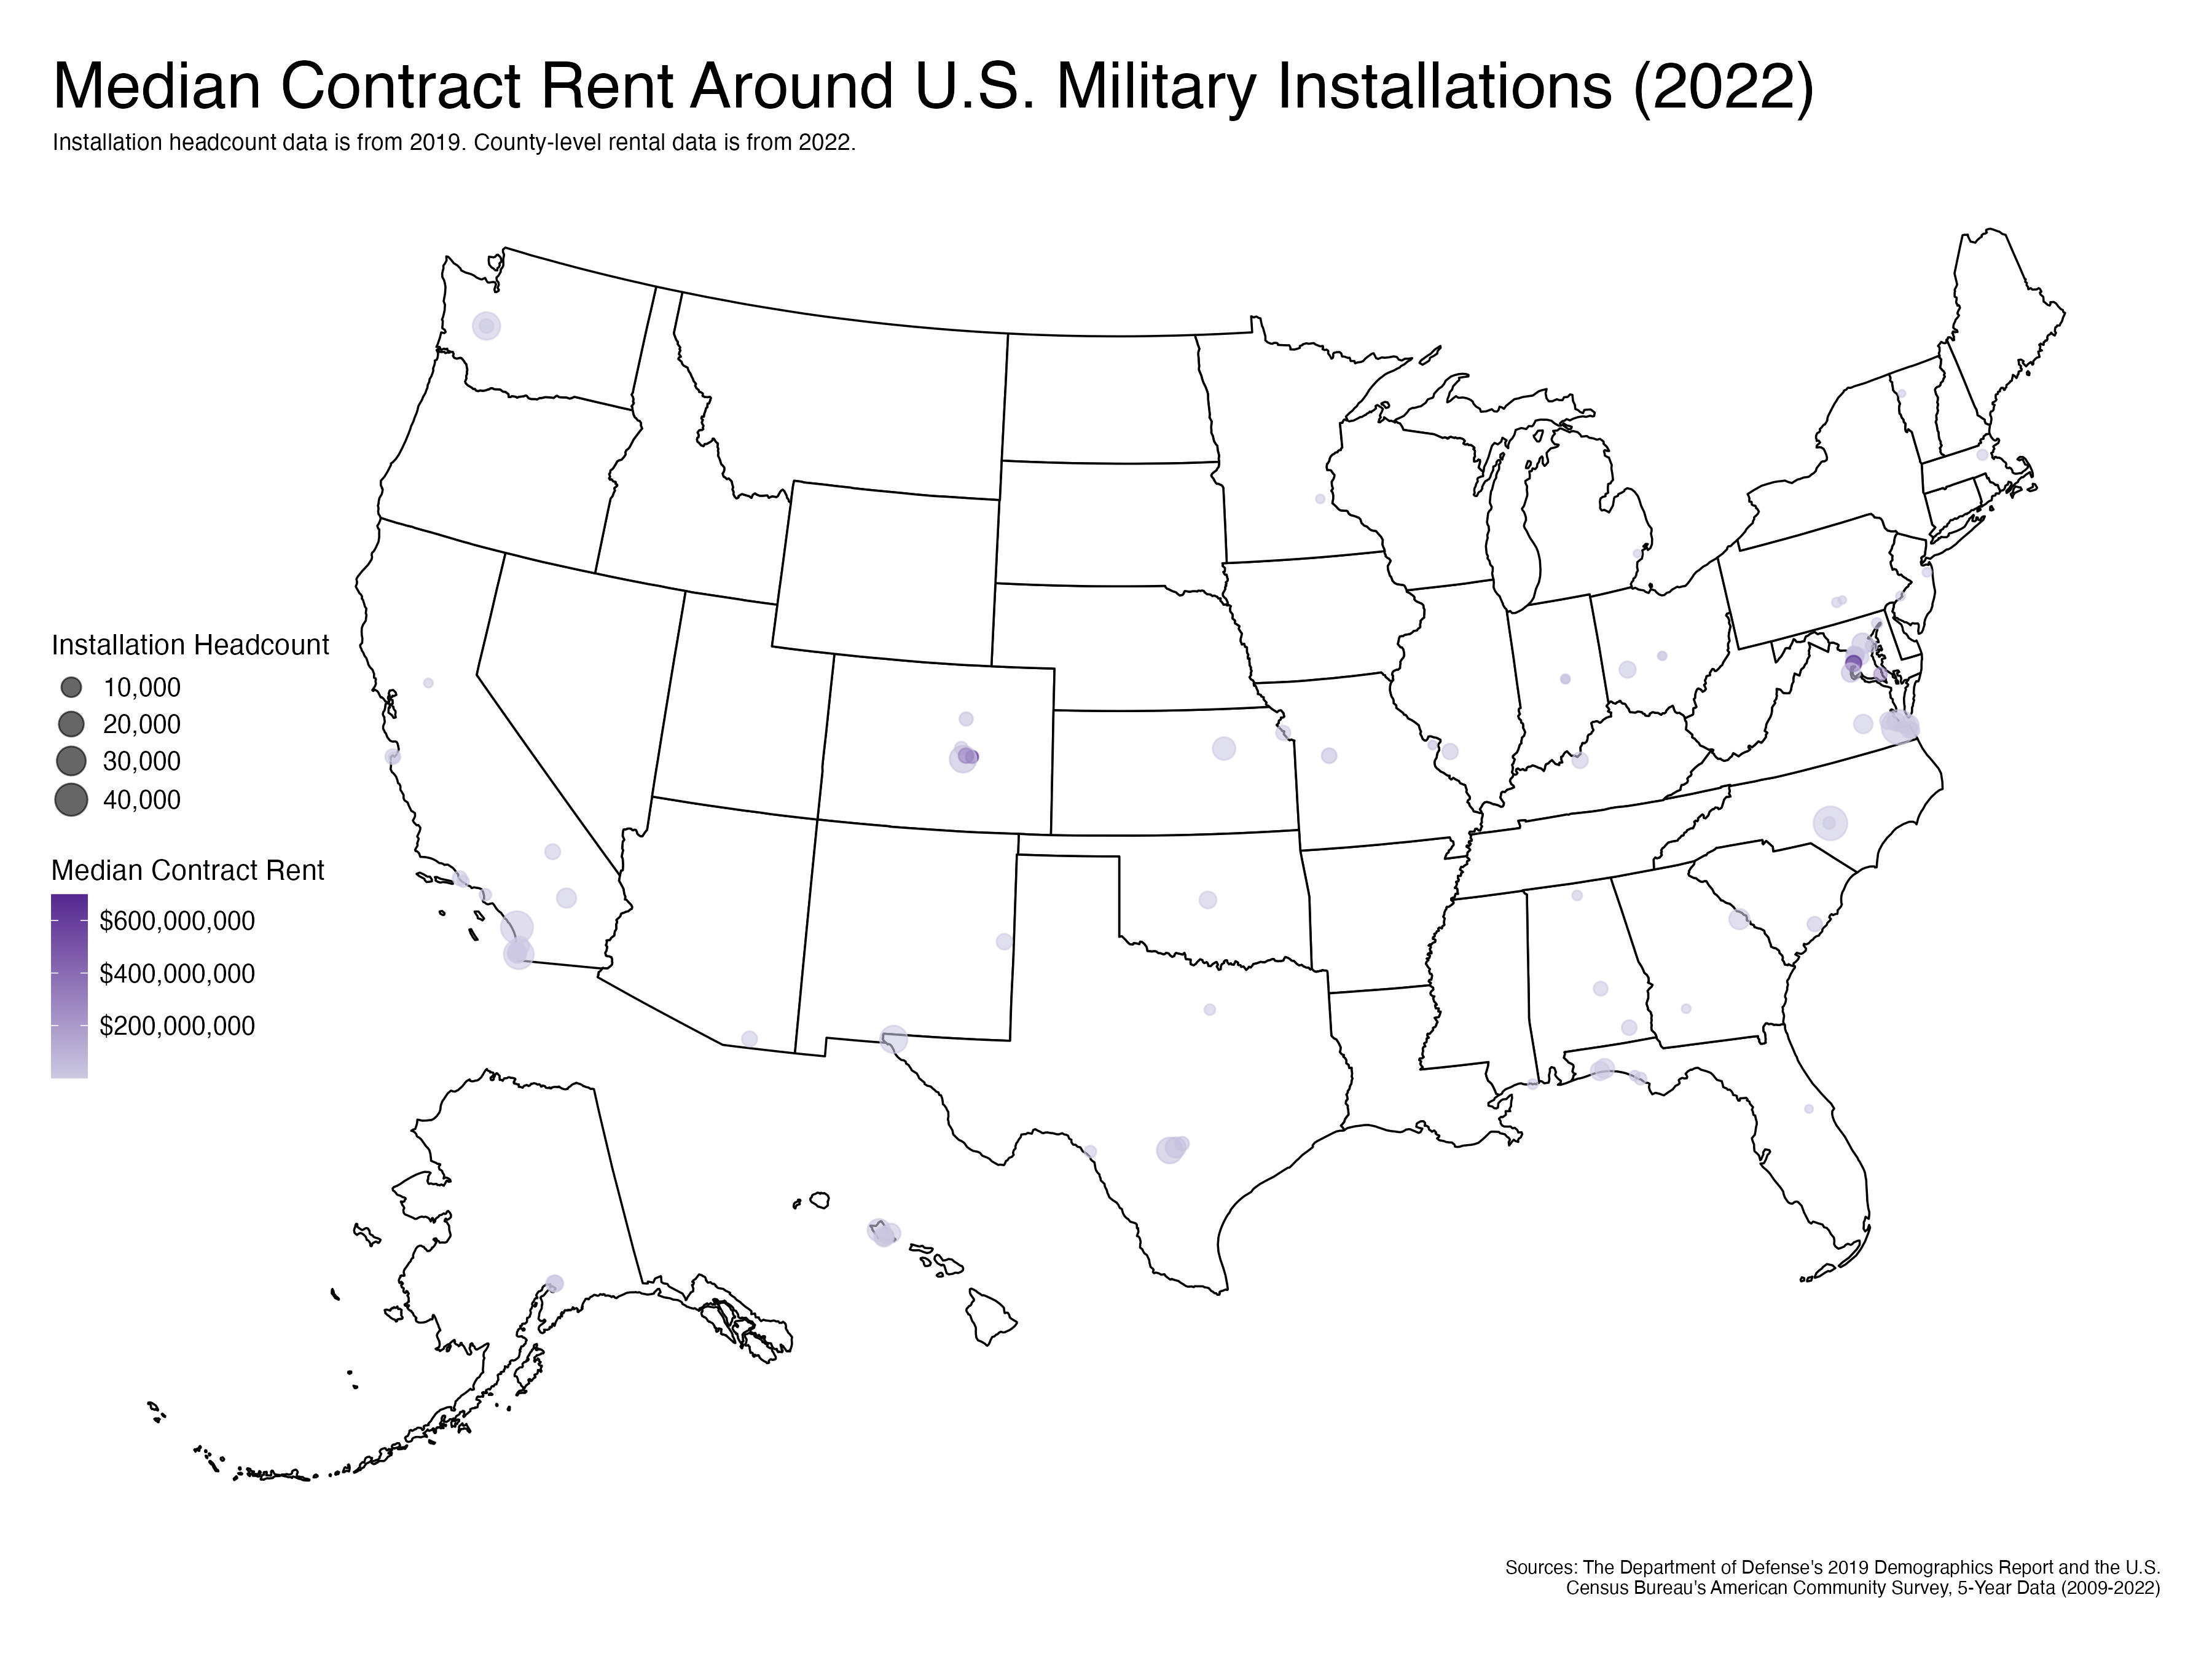 Median Contract Rent Around U.S. Military Installations (2022)
Installation headcount data is from 2019. County-level rental data is from 2022.
Installation Headcount
10,000
20,000
30,000
40,000
Median Contract Rent
$600,000,000
$400,000,000
$200,000,000
Sources: The Department of Defense's 2019 Demographics Report and the U.S.
Census Bureau's American Community Survey, 5-Year Data (2009-2022)